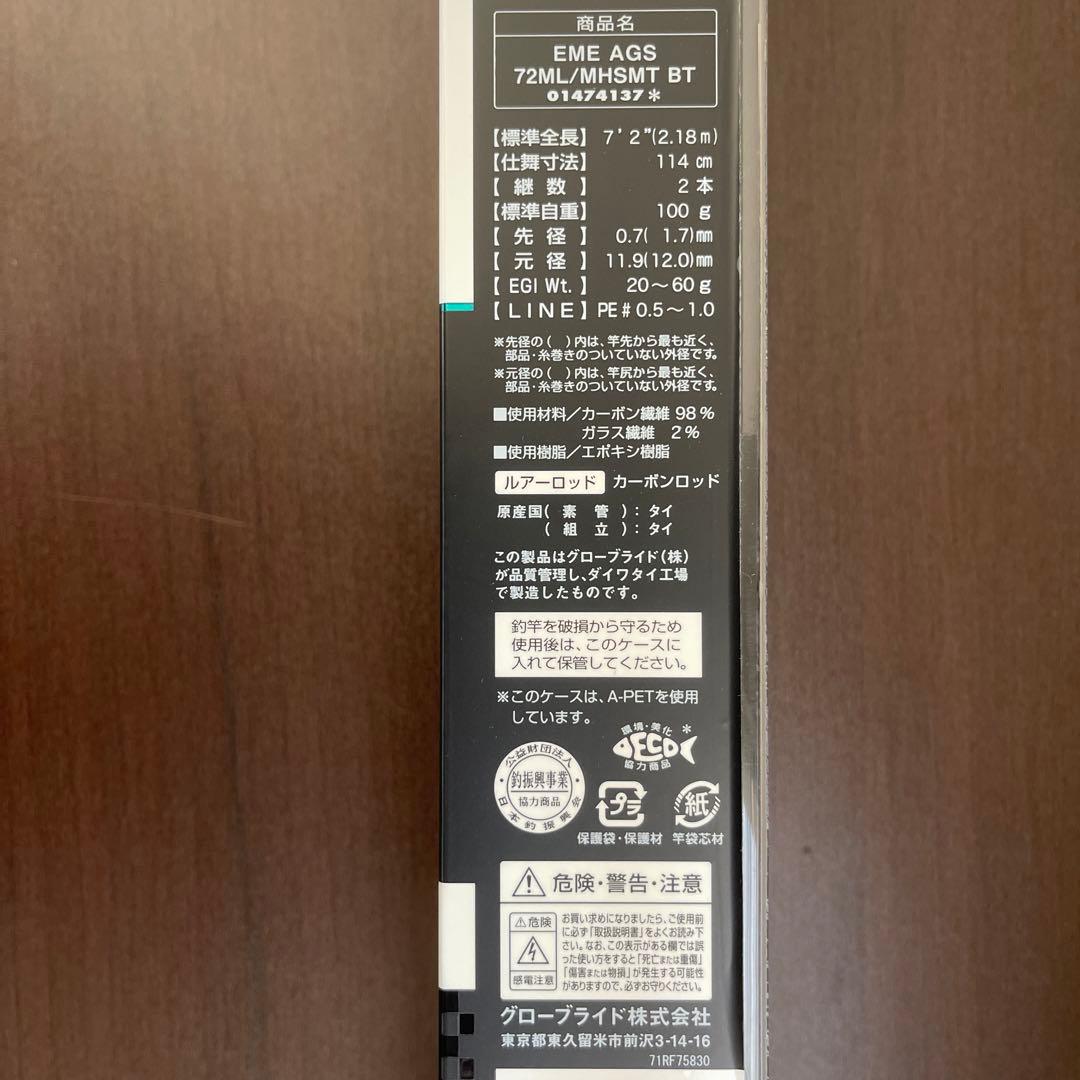 商品名
EME AGS
72ML/MHSMT BT
01474137*
【標準全長】 7'2"(2.18m)
【仕舞寸法】 114 cm
【継数】 2本
【標準自重】 100 g
【先径】 0.7( 1.7)mm
【元径】 11.9(12.0)mm
【EGI Wt.】 20～60g
【LINE】 PE#0.5～1.0
※先径の( )内は、竿先から最も近く、
部品・糸巻きのついていない外径です。
※元径の( )内は、竿尻から最も近く、
部品・糸巻きのついていない外径です。
■使用材料/カーボン繊維 98%
ガラス繊維 2%
■使用樹脂/エポキシ樹脂
ルアーロッド カーボンロッド
原産国(素管):タイ
(組立):タイ
この製品はグローブライド(株)
が品質管理し、ダイワタイ工場
で製造したものです。
釣竿を破損から守るため
使用後は、このケースに
入れて保管してください。
※このケースは、A-PETを使用
しています。
環境・美化*
DECO
協力商品
公益財団法人
釣振興事業
協力商品
日本釣振興会
プラ
紙
保護袋・保護材 竿袋芯材
危険・警告・注意
危険
感電注意
お買い求めになりましたら、ご使用前
に必ず「取扱説明書」をよくお読み下
さい。なお、この表示がある欄では誤
った使い方をすると「死亡または重傷」
「傷害または物損」が発生する可能性
がありますので、必ずお守りください。
グローブライド株式会社
東京都東久留米市前沢3-14-16
71RF75830